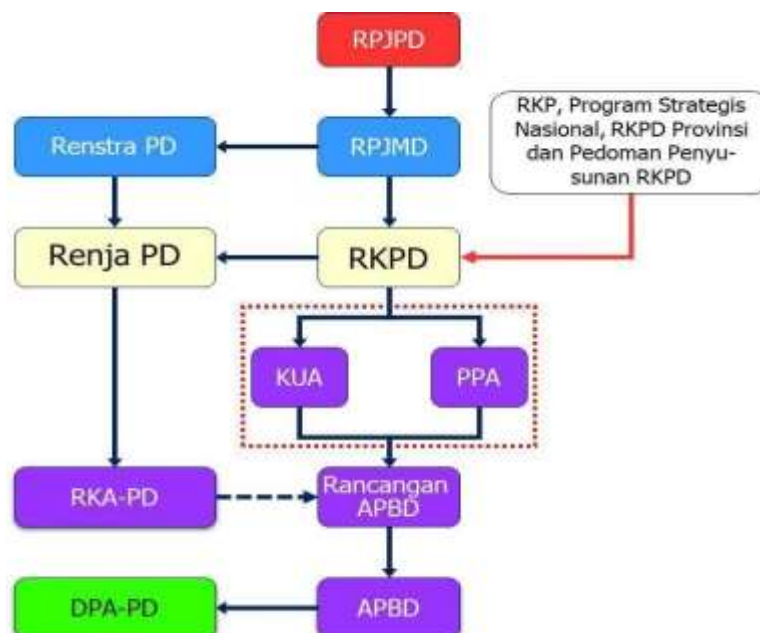 RPJPD
RKP, Program Strategis
Nasional, RKPD Provinsi
dan Pedoman Penyu-
sunan RKPD
Renstra PD
RPJMD
Renja PD
RKPD
KUA
PPA
RKA-PD
Rancangan
APBD
DPA-PD
APBD